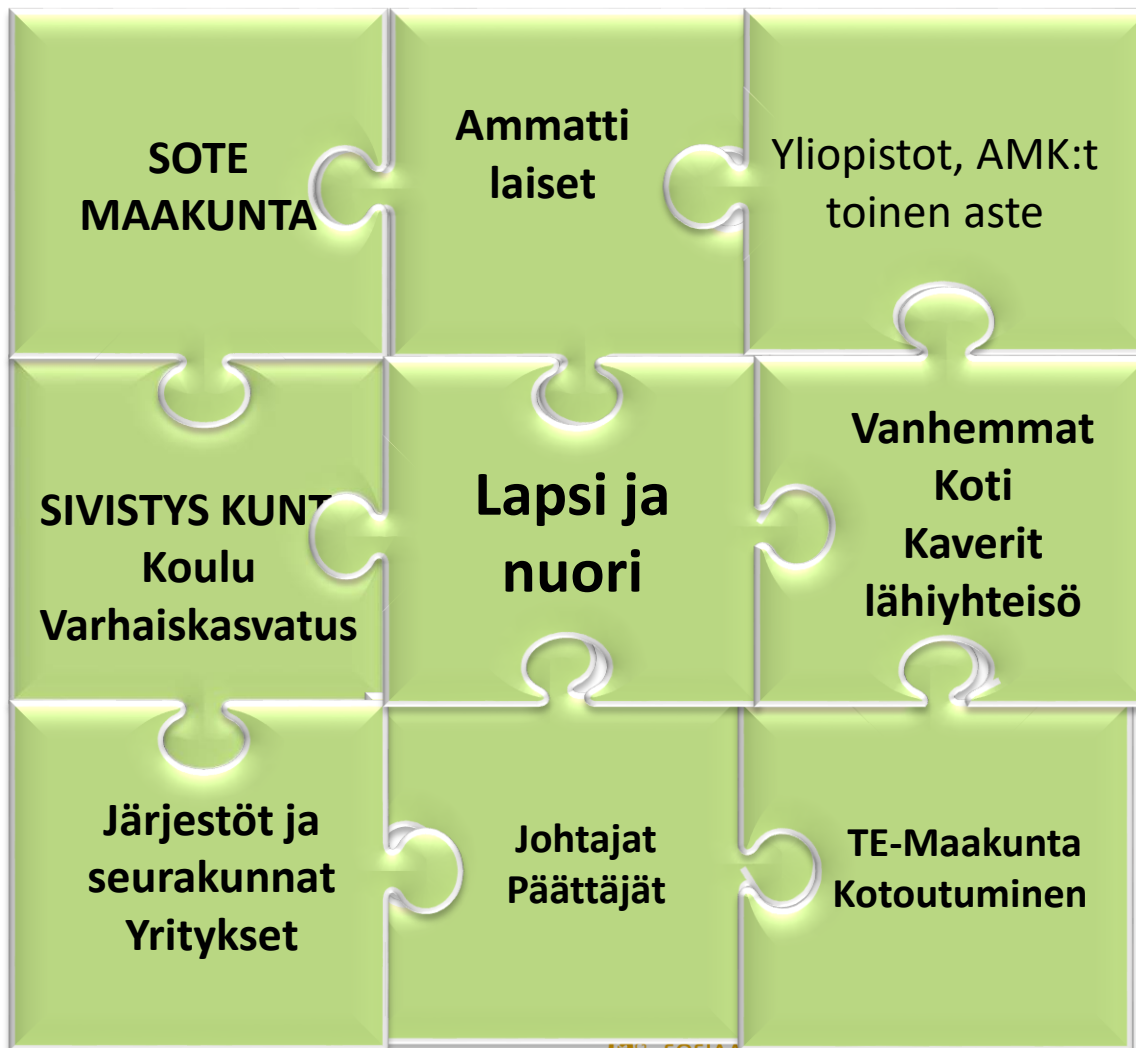 SOTE
MAAKUNTA
Ammatti
laiset
Yliopistot, AMK:t
toinen aste
SIVISTYS KUNT
Koulu
Varhaiskasvatus
Lapsi ja
nuori
Vanhemmat
Koti
Kaverit
lähiyhteisö
Järjestöt ja
seurakunnat
Yritykset
Johtajat
Päättäjät
TE-Maakunta
Kotoutuminen